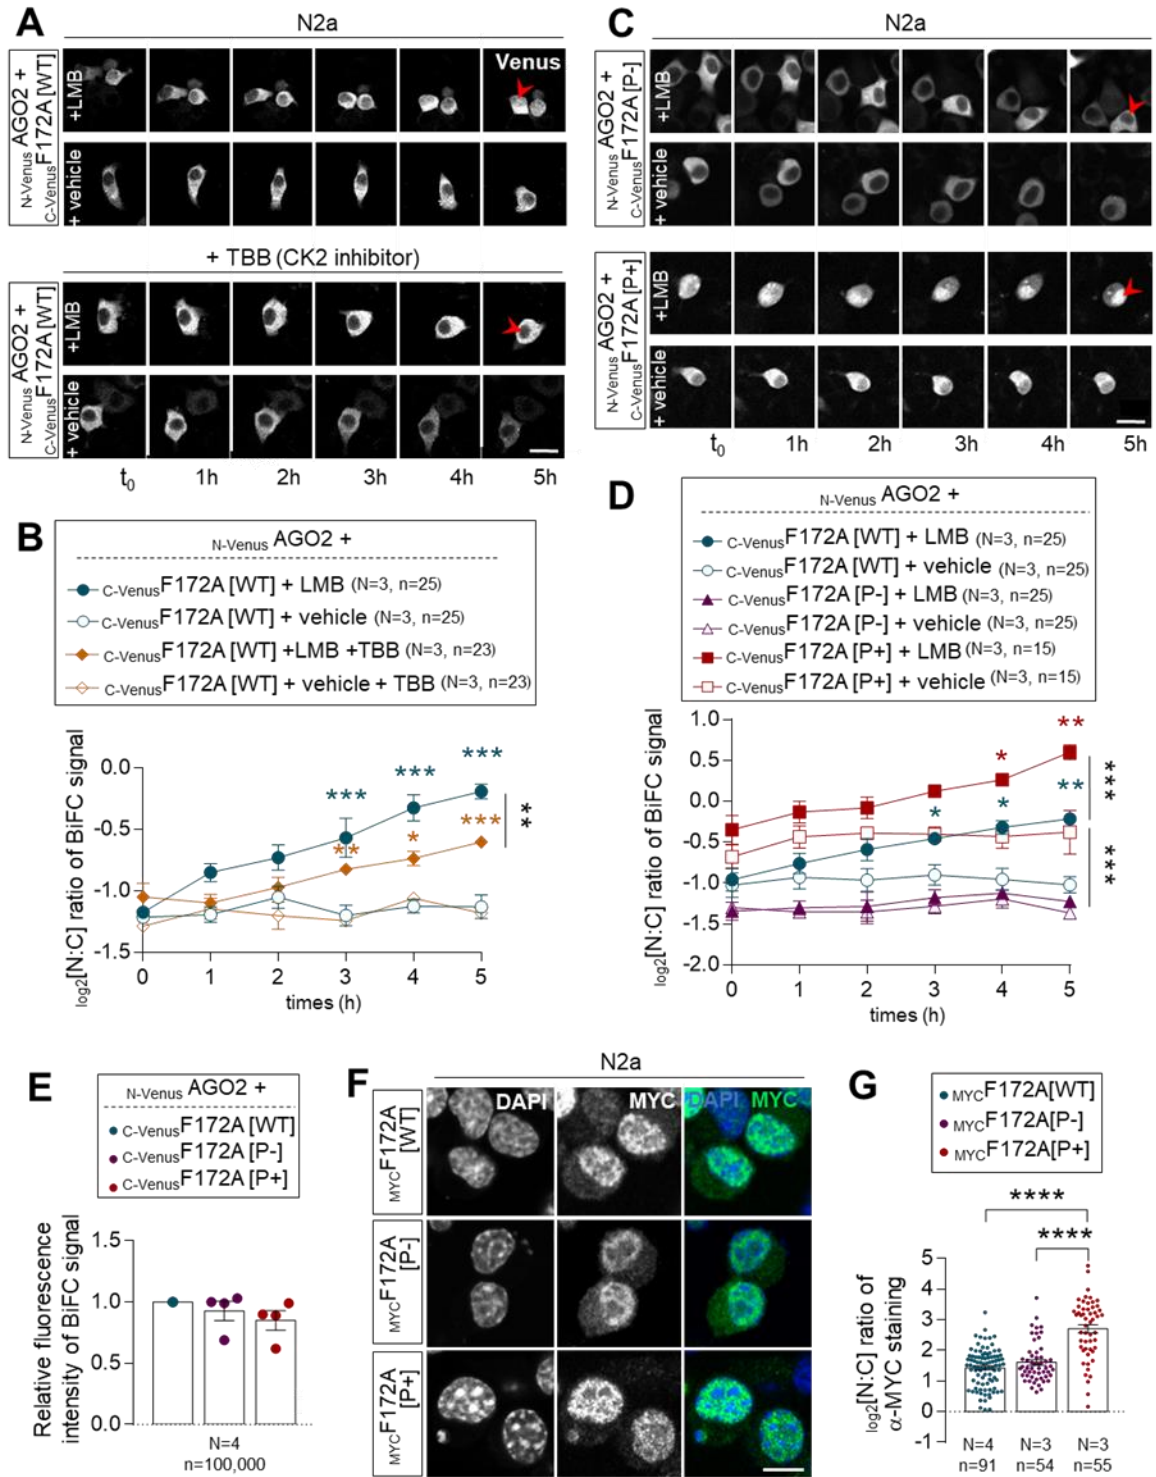 A
N2a
N-Venus AGO2 +
C-Venus F172A [WT]
+LMB
Venus
+ vehicle
+ TBB (CK2 inhibitor)
N-Venus AGO2 +
C-Venus F172A [WT]
+LMB
+ vehicle
t0 1h 2h 3h 4h 5h
C
N2a
N-Venus AGO2 +
C-Venus F172A [P-]
+LMB
+ vehicle
N-Venus AGO2 +
C-Venus F172A [P+]
+LMB
+ vehicle
t0 1h 2h 3h 4h 5h
B
N-Venus AGO2 +
C-Venus F172A [WT] + LMB (N=3, n=25)
C-Venus F172A [WT] + vehicle (N=3, n=25)
C-Venus F172A [WT] +LMB +TBB (N=3, n=23)
C-Venus F172A [WT] + vehicle + TBB (N=3, n=23)
log2[N:C] ratio of BiFC signal
0.0
-0.5
-1.0
-1.5
*** *** ***
** * ***
**
0 1 2 3 4 5
times (h)
D
N-Venus AGO2 +
C-Venus F172A [WT] + LMB (N=3, n=25)
C-Venus F172A [WT] + vehicle (N=3, n=25)
C-Venus F172A [P-] + LMB (N=3, n=25)
C-Venus F172A [P-] + vehicle (N=3, n=25)
C-Venus F172A [P+] + LMB (N=3, n=15)
C-Venus F172A [P+] + vehicle (N=3, n=15)
log2[N:C] ratio of BiFC signal
1.0
0.5
0.0
-0.5
-1.0
-1.5
-2.0
* **
* * **
***
***
0 1 2 3 4 5
times (h)
E
N-Venus AGO2 +
C-Venus F172A [WT]
C-Venus F172A [P-]
C-Venus F172A [P+]
Relative fluorescence
intensity of BiFC signal
1.5
1.0
0.5
0.0
N=4
n=100,000
F
N2a
DAPI MYC DAPI MYC
MYC F172A
[WT]
MYC F172A
[P-]
MYC F172A
[P+]
G
MYC F172A[WT]
MYC F172A[P-]
MYC F172A[P+]
****
****
log2[N:C] ratio of
α-MYC staining
5
4
3
2
1
0
-1
N=4 N=3 N=3
n=91 n=54 n=55